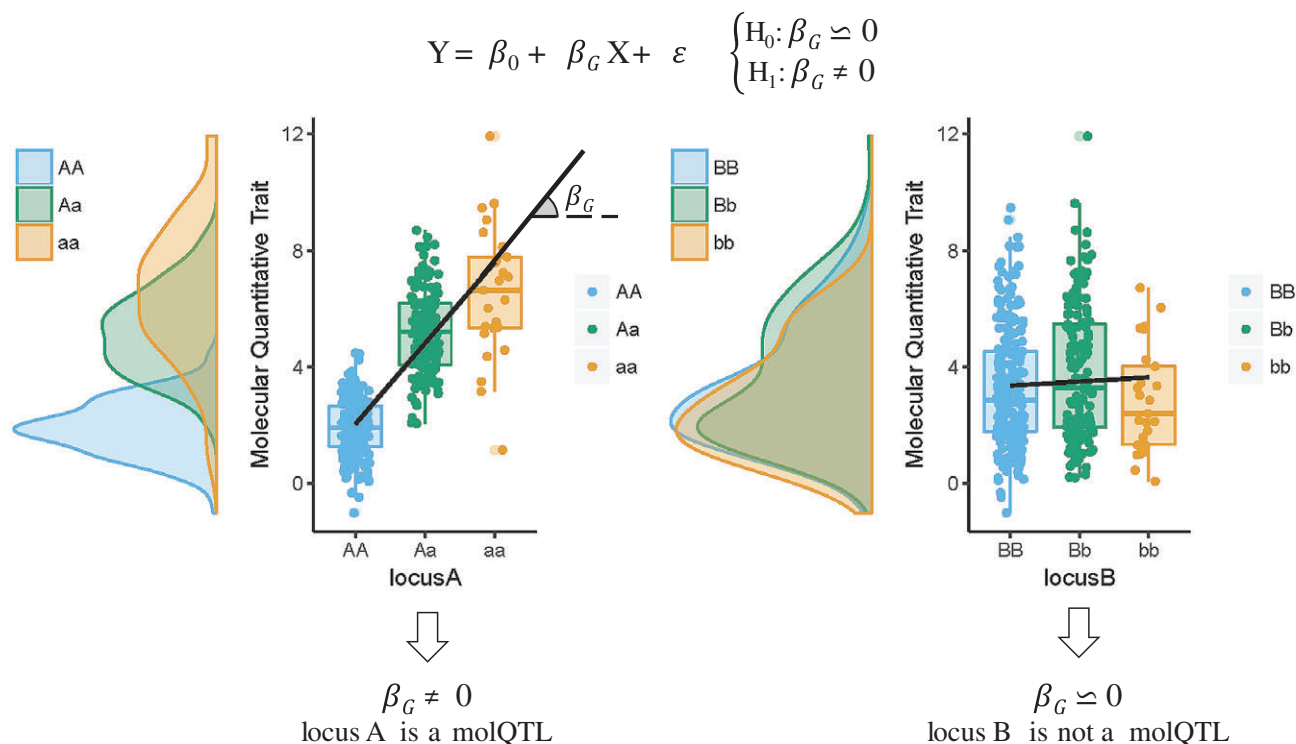 Y = β0 + βG X + ε
H0: βG ≃ 0
H1: βG ≠ 0
AA
Aa
aa
Molecular Quantitative Trait
12
8
4
0
βG
AA
Aa
aa
AA Aa aa
locusA
BB
Bb
bb
Molecular Quantitative Trait
12
8
4
0
BB
Bb
bb
BB Bb bb
locusB
βG ≠ 0
locus A is a molQTL
βG ≃ 0
locus B is not a molQTL